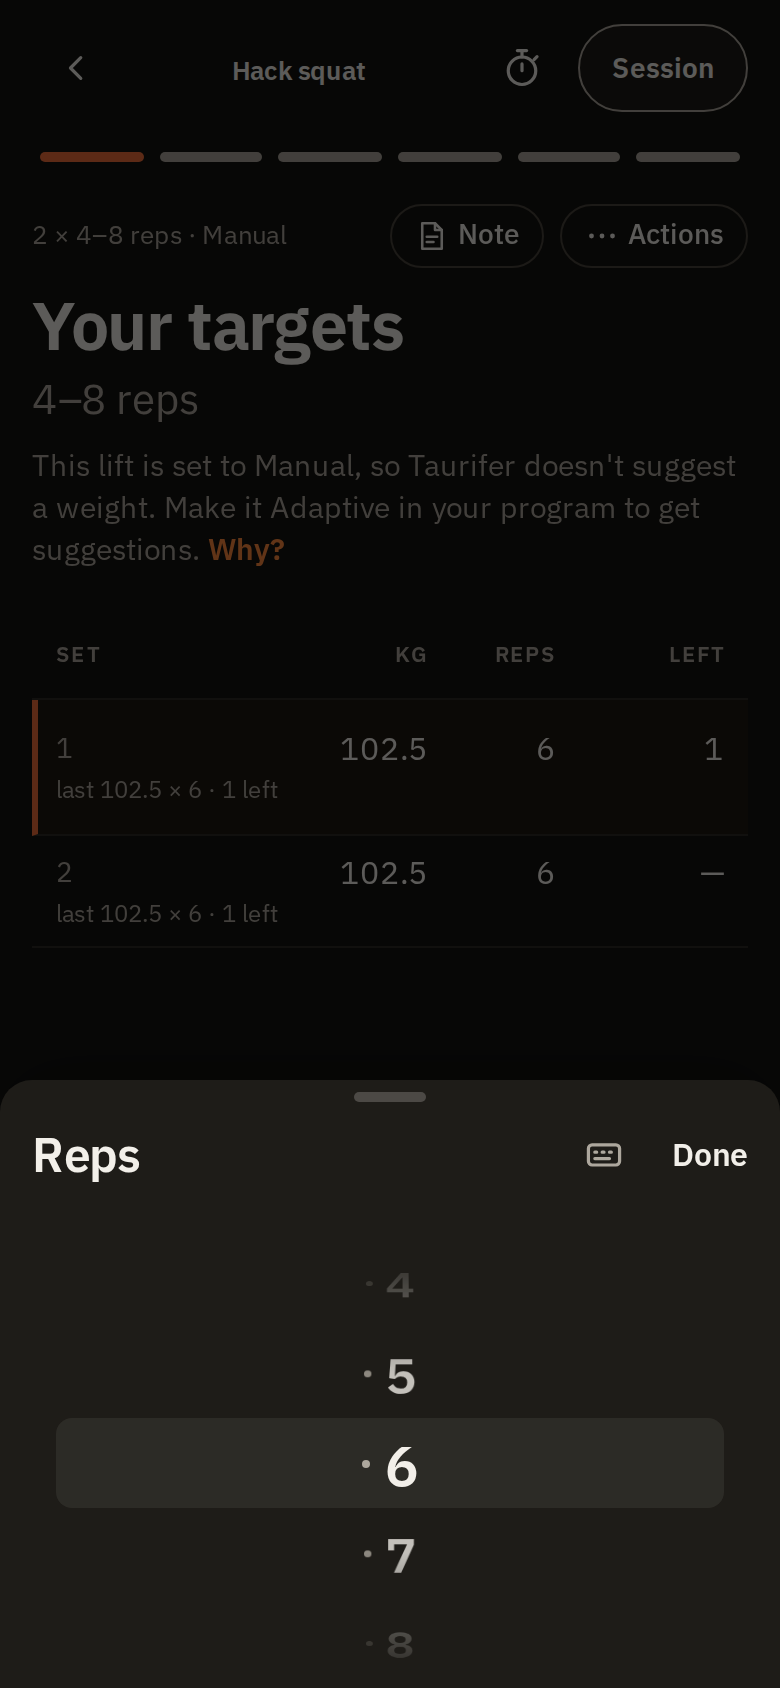 Hack squat
Session
2 × 4–8 reps · Manual
Note
··· Actions
Your targets
4–8 reps
This lift is set to Manual, so Taurifer doesn't suggest
a weight. Make it Adaptive in your program to get
suggestions. Why?
SET KG REPS LEFT
1 102.5 6 1
last 102.5 × 6 · 1 left
2 102.5 6 —
last 102.5 × 6 · 1 left
Reps
Done
· 4
· 5
· 6
· 7
· 8